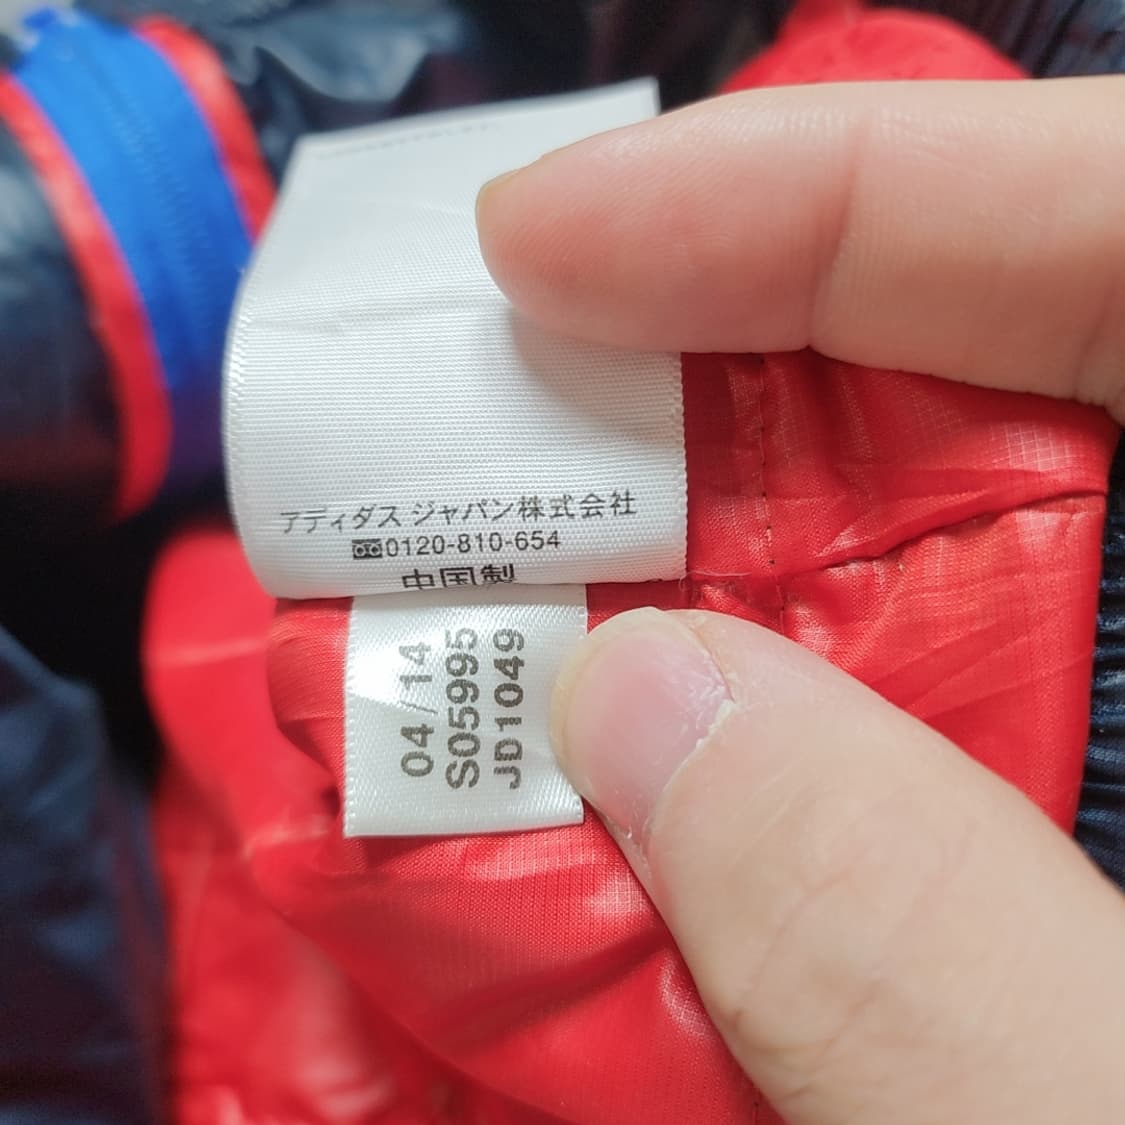 アディダス ジャパン株式会社
0120-810-654
中国製
04/14
S05995
JD1049